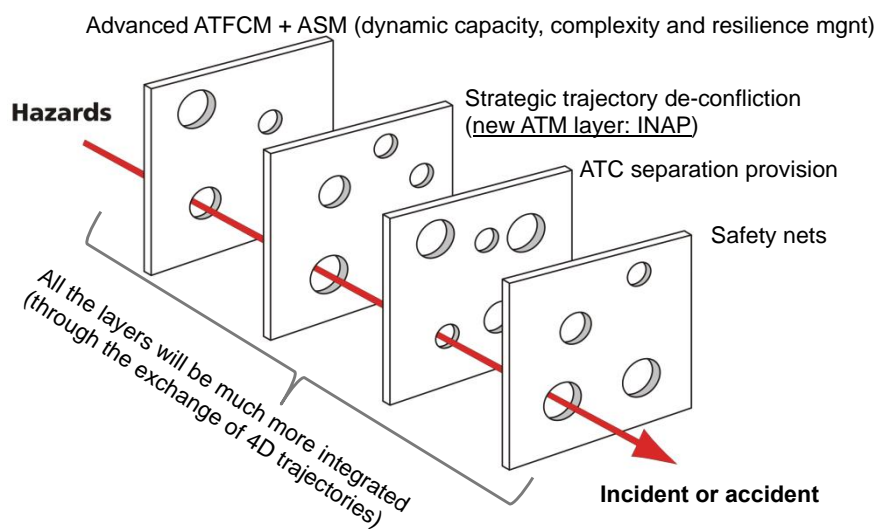 Advanced ATFCM + ASM (dynamic capacity, complexity and resilience mgnt)
Hazards
Strategic trajectory de-confliction
(new ATM layer: INAP)
ATC separation provision
Safety nets
All the layers will be much more integrated
(through the exchange of 4D trajectories)
Incident or accident